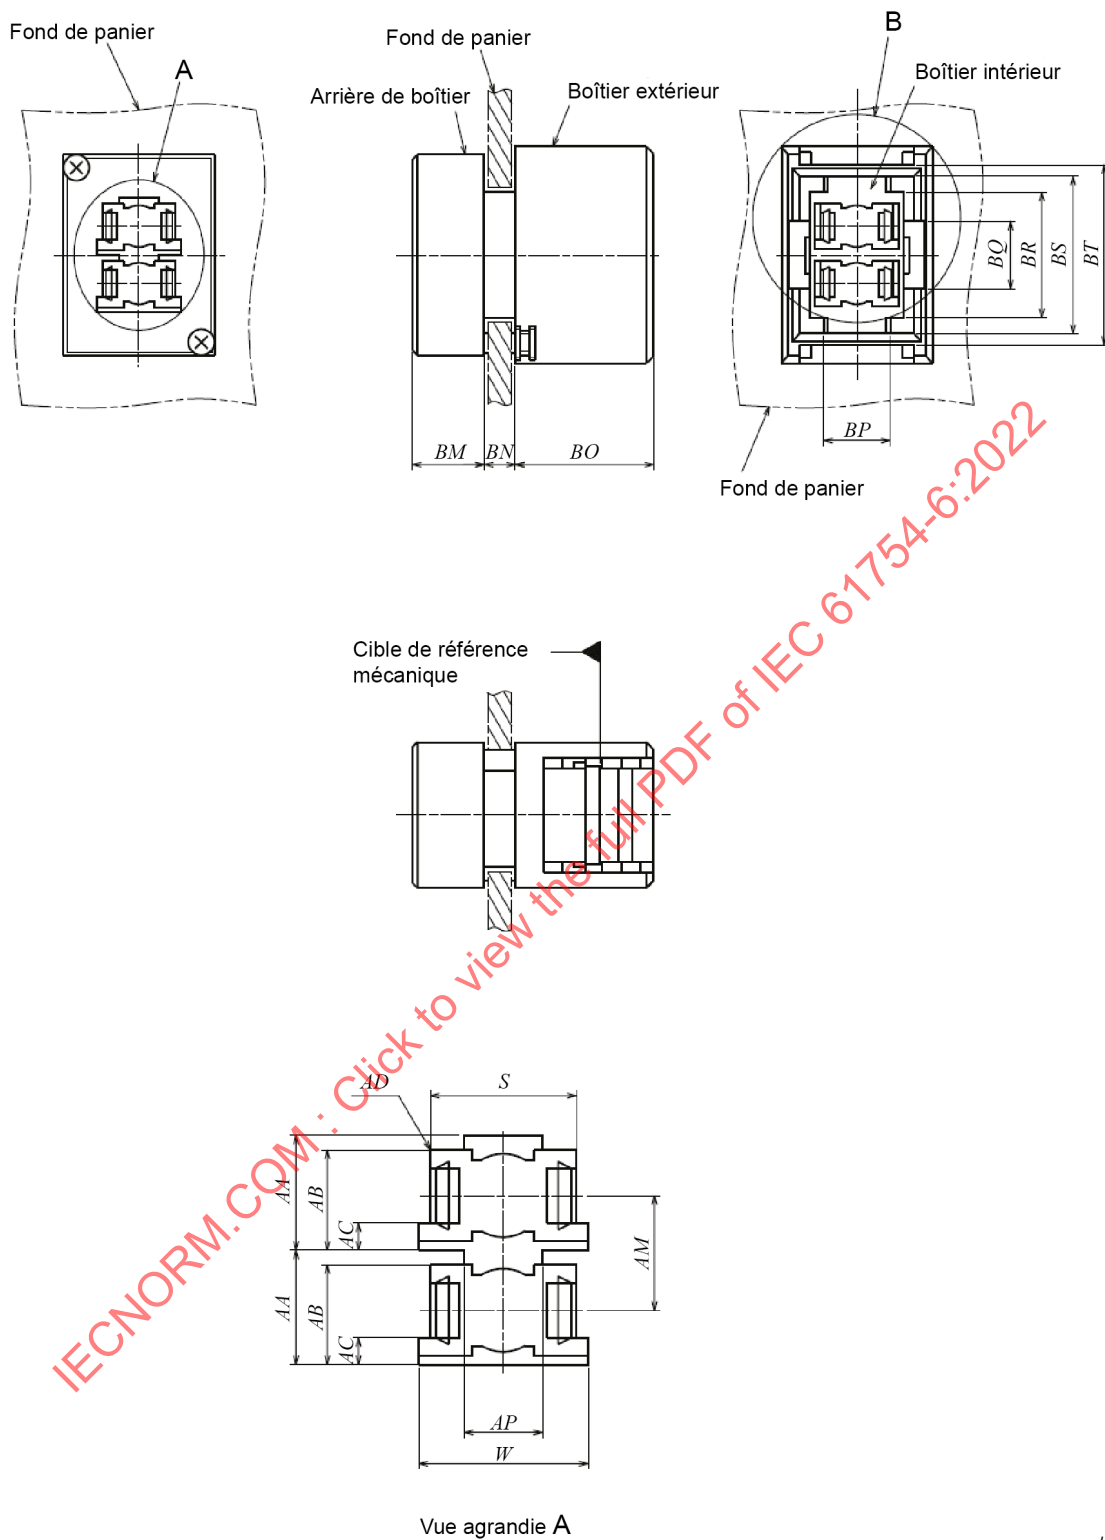 Fond de panier
A
Fond de panier
Arrière de boîtier
Boîtier extérieur
B
Boîtier intérieur
BQ
BR
BS
BT
BM
BN
BO
BP
Fond de panier
Cible de référence
mécanique
AD
S
AA
AB
AC
AM
AA
AB
AC
AP
W
Vue agrandie A
IECNORM.COM : Click to view the full PDF of IEC 61754-6:2022